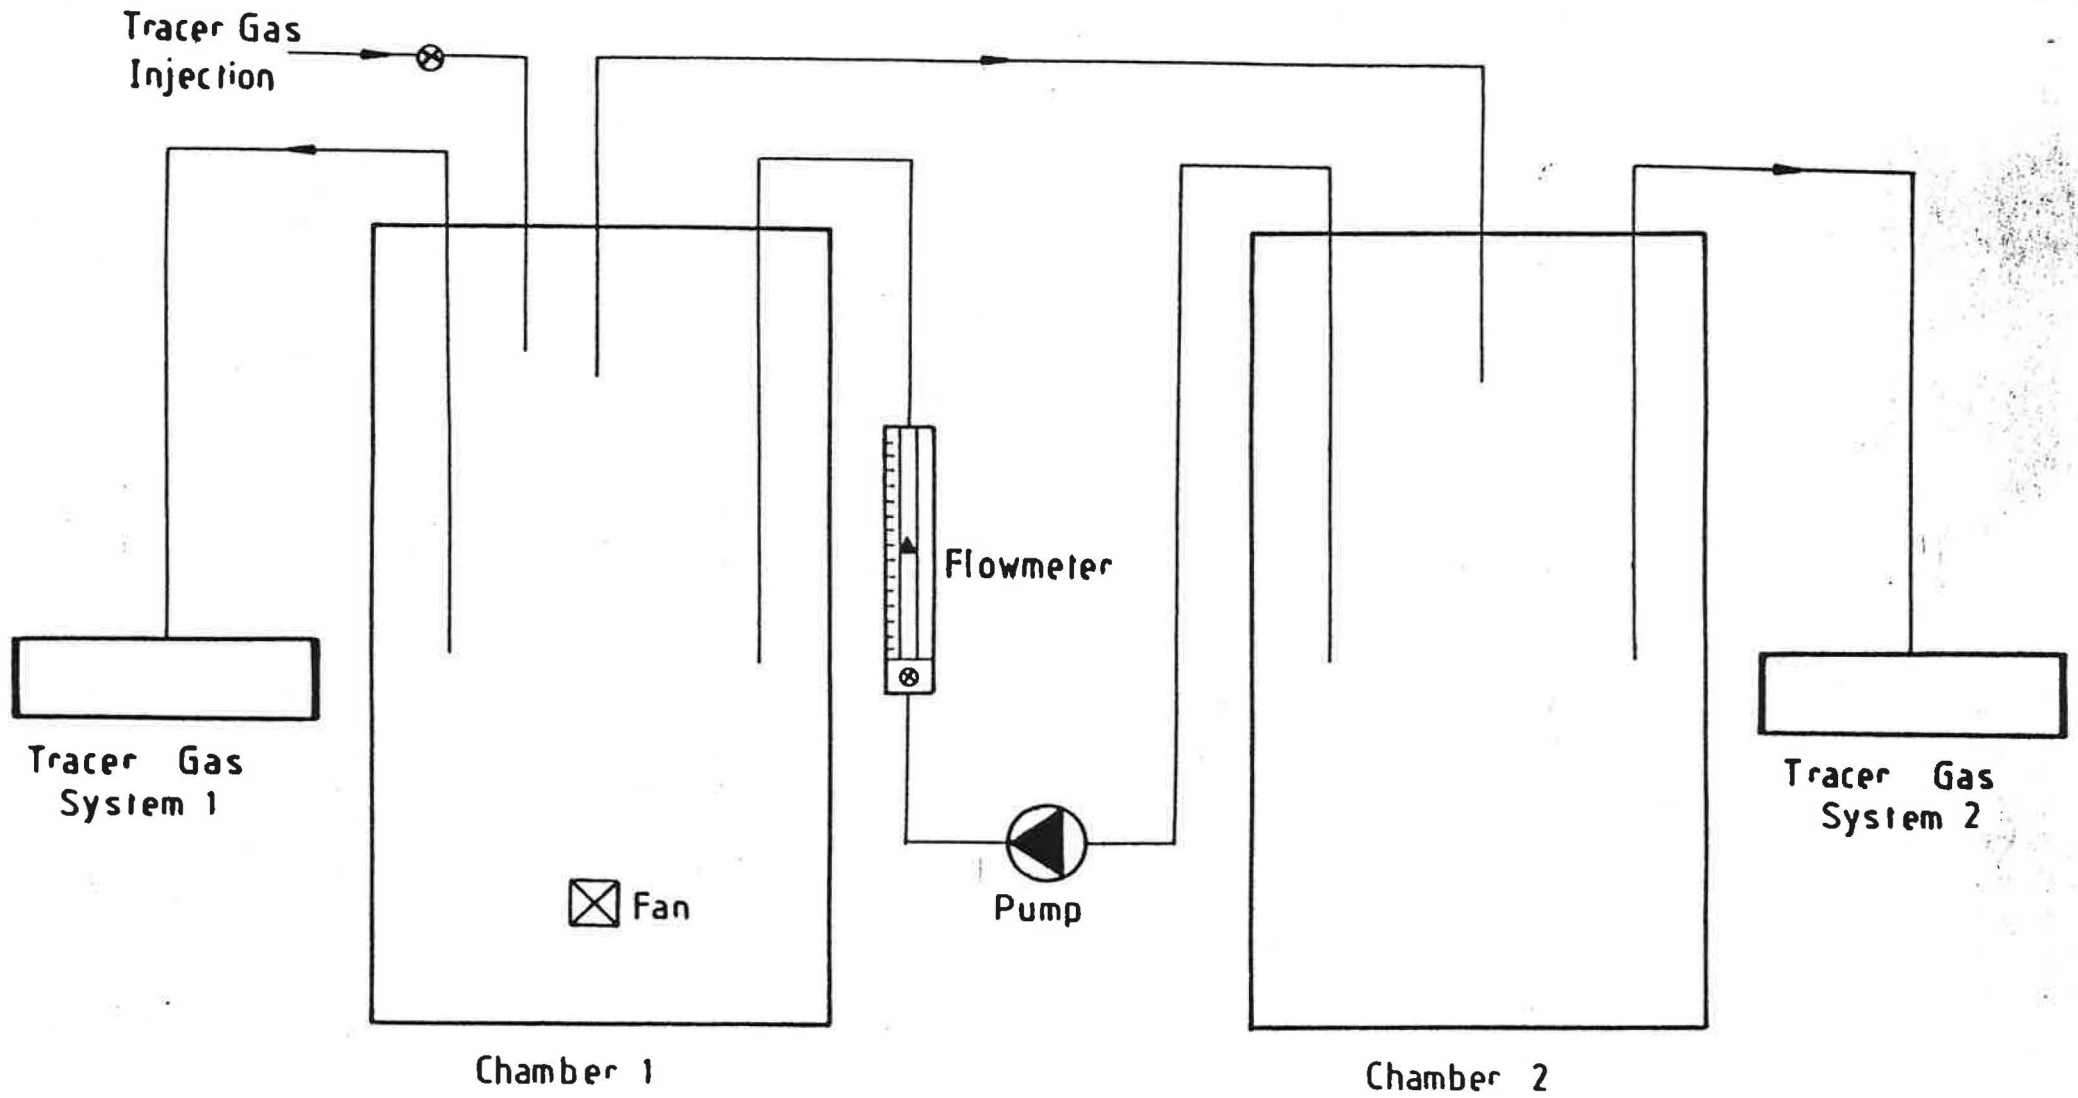 Tracer Gas
Injection
Flowmeter
Tracer Gas
System 1
Tracer Gas
System 2
Fan
Pump
Chamber 1
Chamber 2